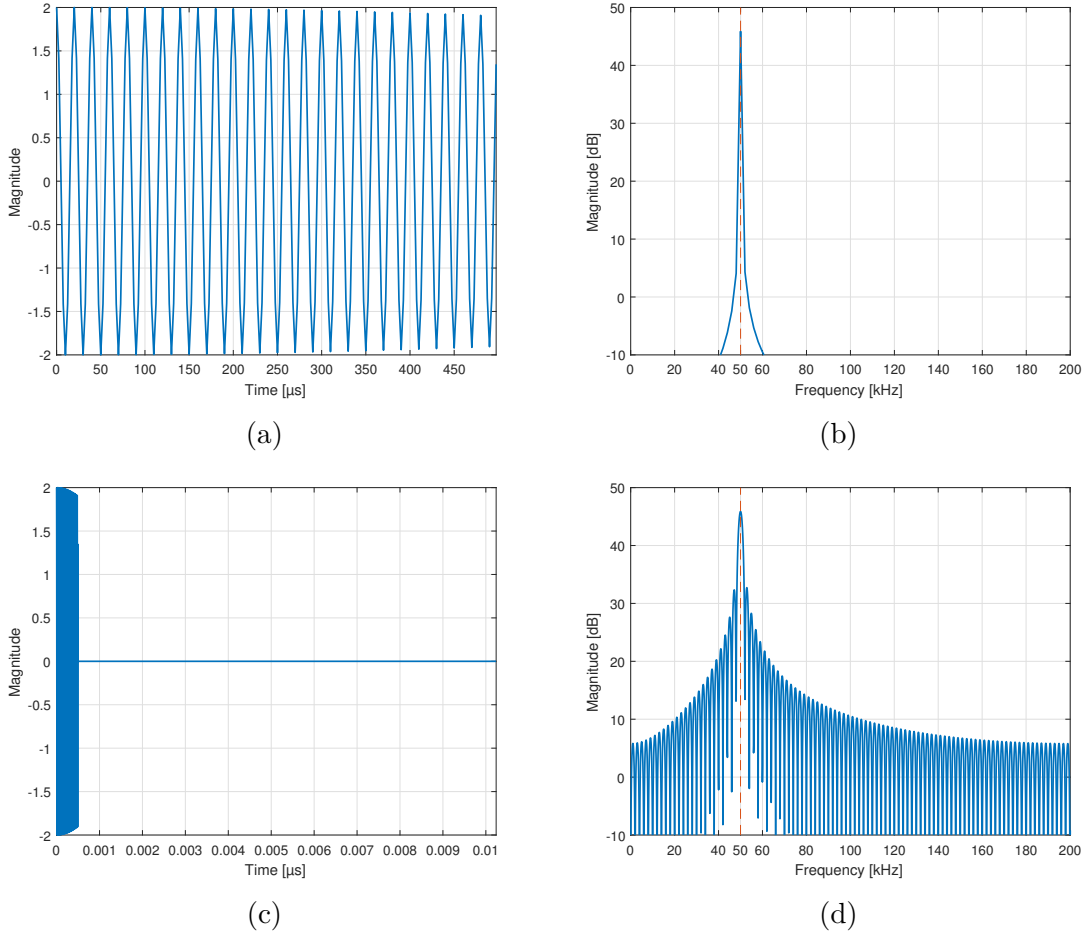 2
1.5
1
0.5
0
-0.5
-1
-1.5
-2
Magnitude
0 50 100 150 200 250 300 350 400 450
Time [µs]
(a)
50
40
30
20
10
0
-10
Magnitude [dB]
0 20 40 50 60 80 100 120 140 160 180 200
Frequency [kHz]
(b)
2
1.5
1
0.5
0
-0.5
-1
-1.5
-2
Magnitude
0 0.001 0.002 0.003 0.004 0.005 0.006 0.007 0.008 0.009 0.01
Time [µs]
(c)
50
40
30
20
10
0
-10
Magnitude [dB]
0 20 40 50 60 80 100 120 140 160 180 200
Frequency [kHz]
(d)